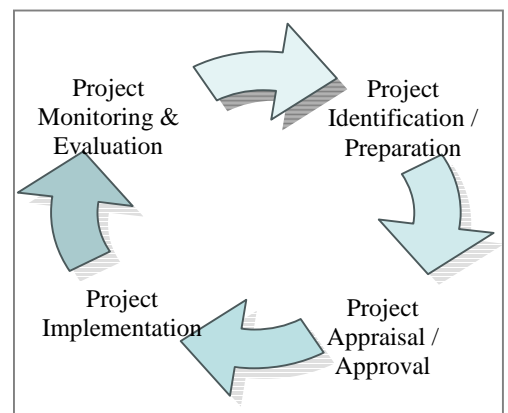 Project
Monitoring &
Evaluation
Project
Identification /
Preparation
Project
Implementation
Project
Appraisal /
Approval